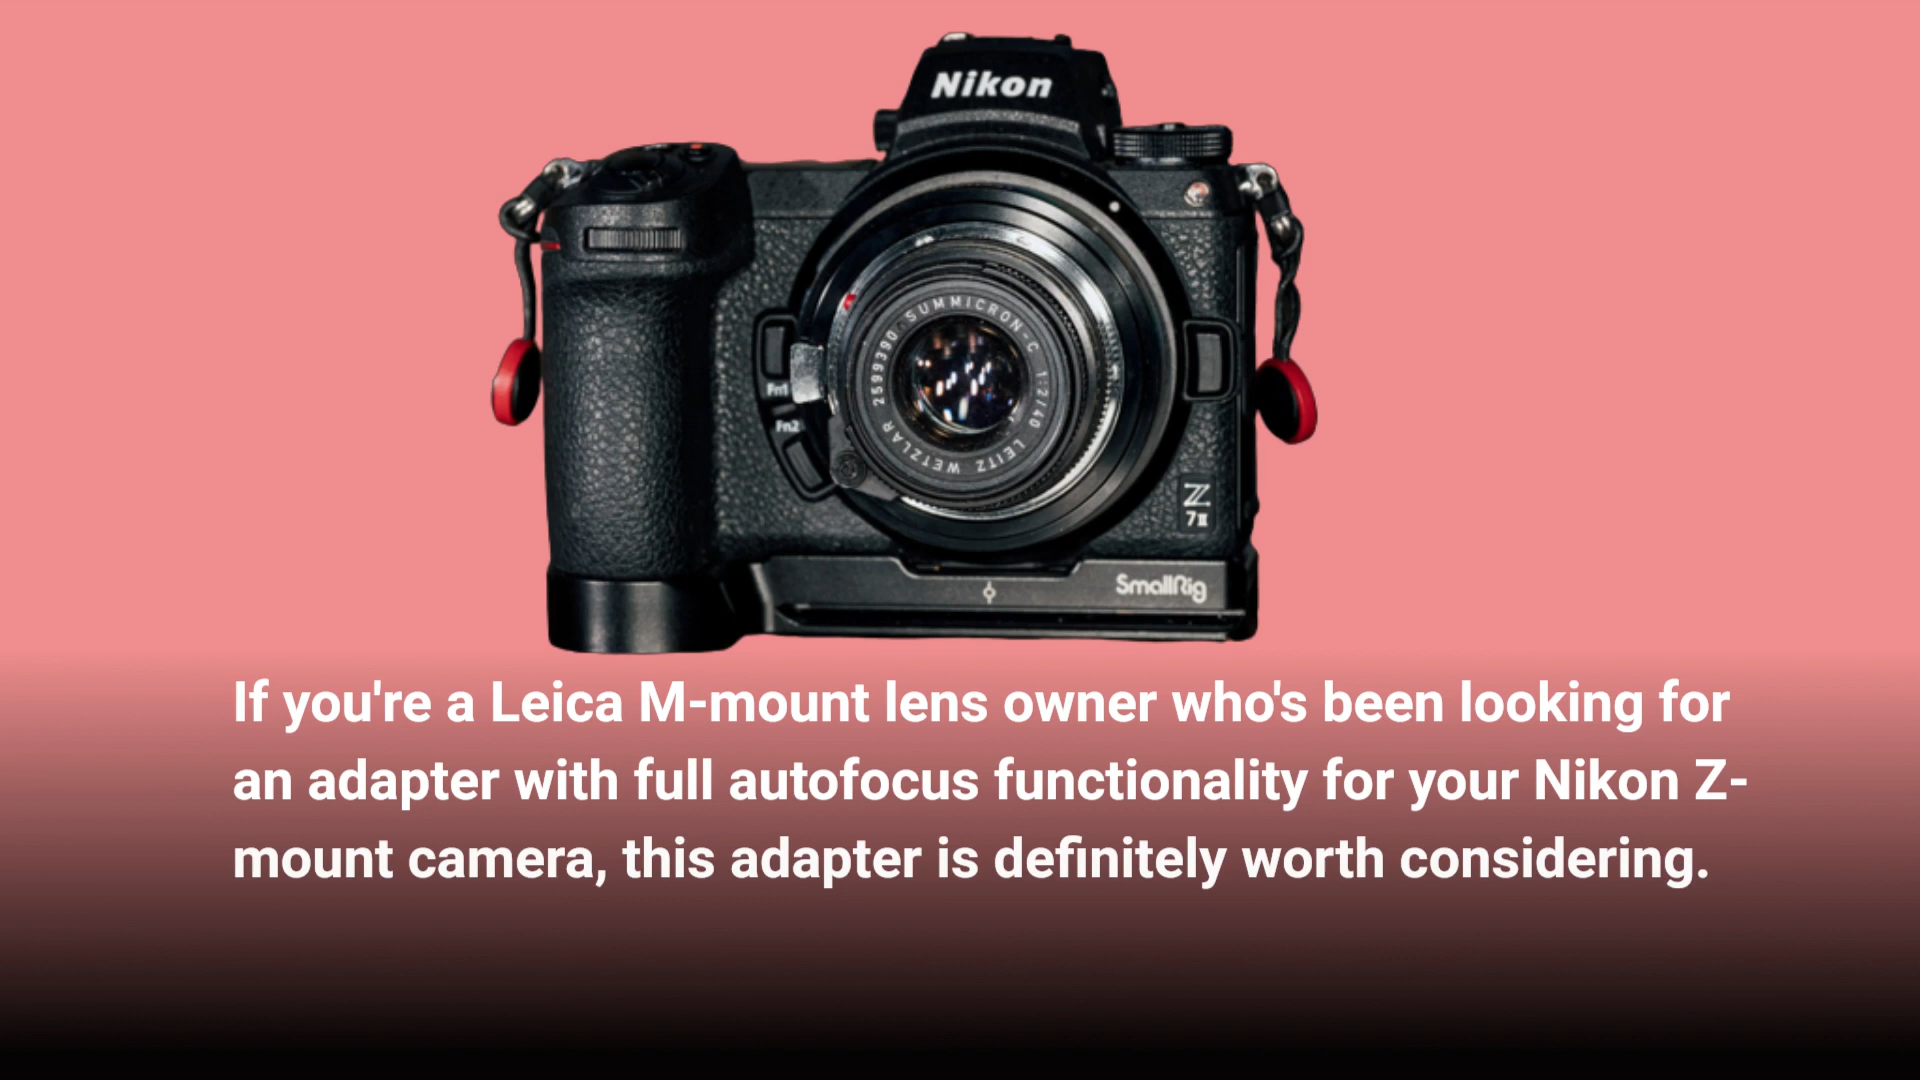 Nikon
SUMMICRON-C 1:2/40 LEITZ WETZLAR 2599390
Fn1
Fn2
Z
7II
SmallRig
If you're a Leica M-mount lens owner who's been looking for
an adapter with full autofocus functionality for your Nikon Z-
mount camera, this adapter is definitely worth considering.